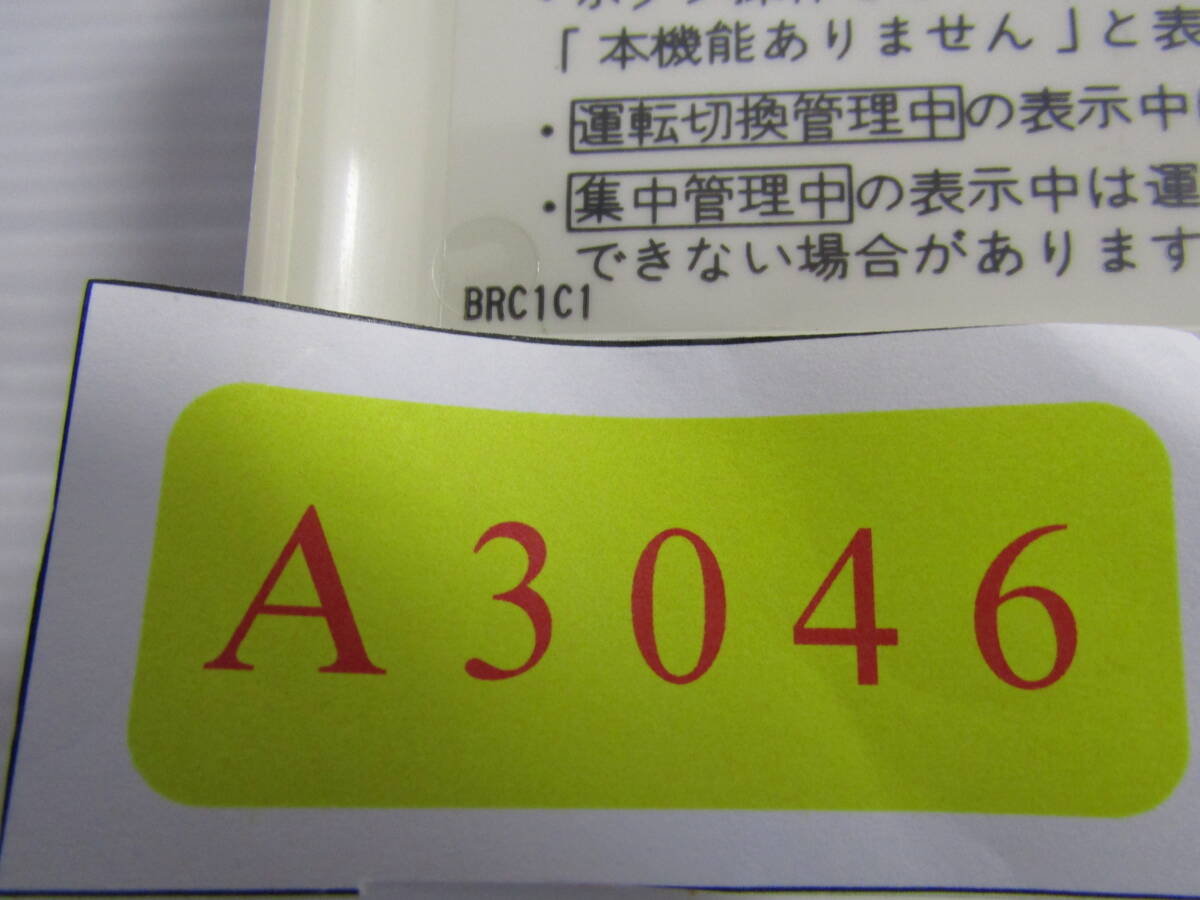 「本機能ありません」と表
・運転切換管理中の表示中
・集中管理中の表示中は運
できない場合があります
BRC1C1
A3046